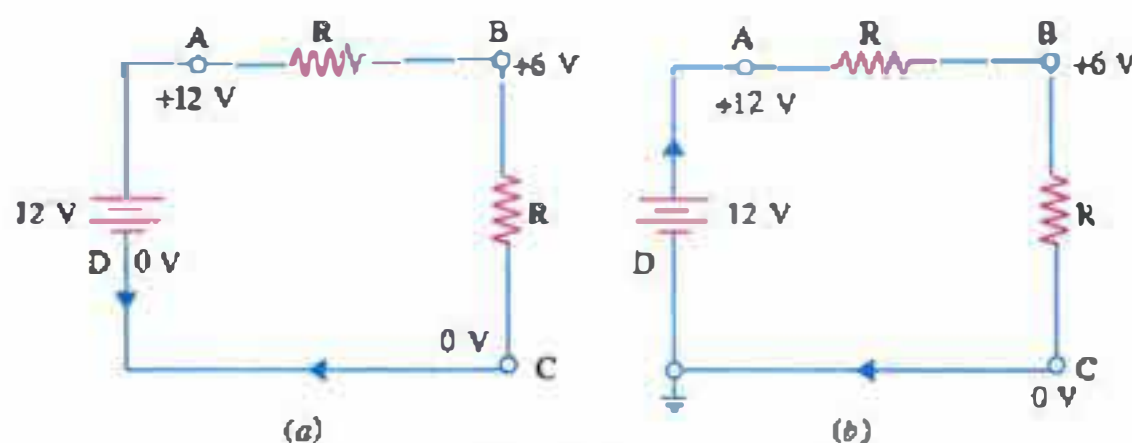 A R B
+12 V +6 V
12 V R
D 0 V
0 V C
(a)
A R B
+12 V +6 V
12 V R
D
C
0 V
(b)